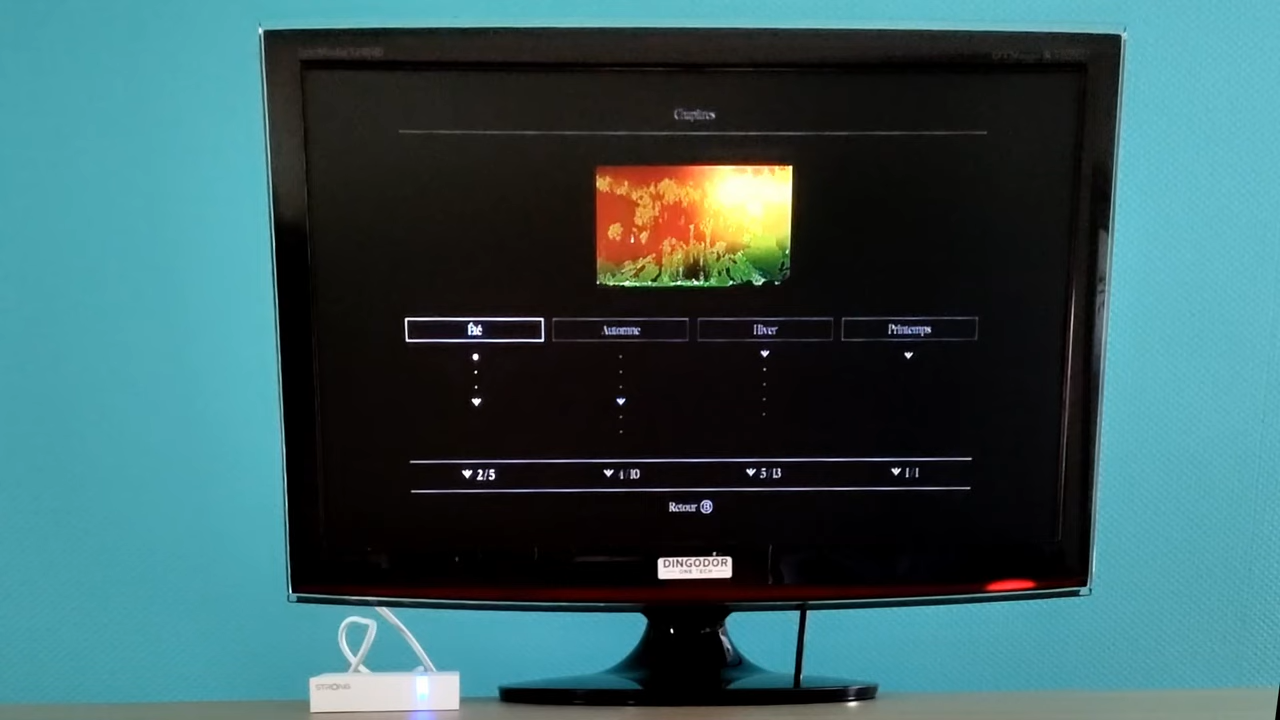 Chapitres
Été Automne Hiver Printemps
2/5 4/10 5/13 1/1
Retour B
DINGODOR
ONE TECH
STRONG